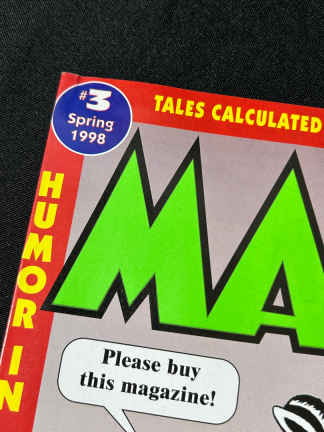 #3
Spring
1998
TALES CALCULATED
MA
HUMOR IN
Please buy
this magazine!